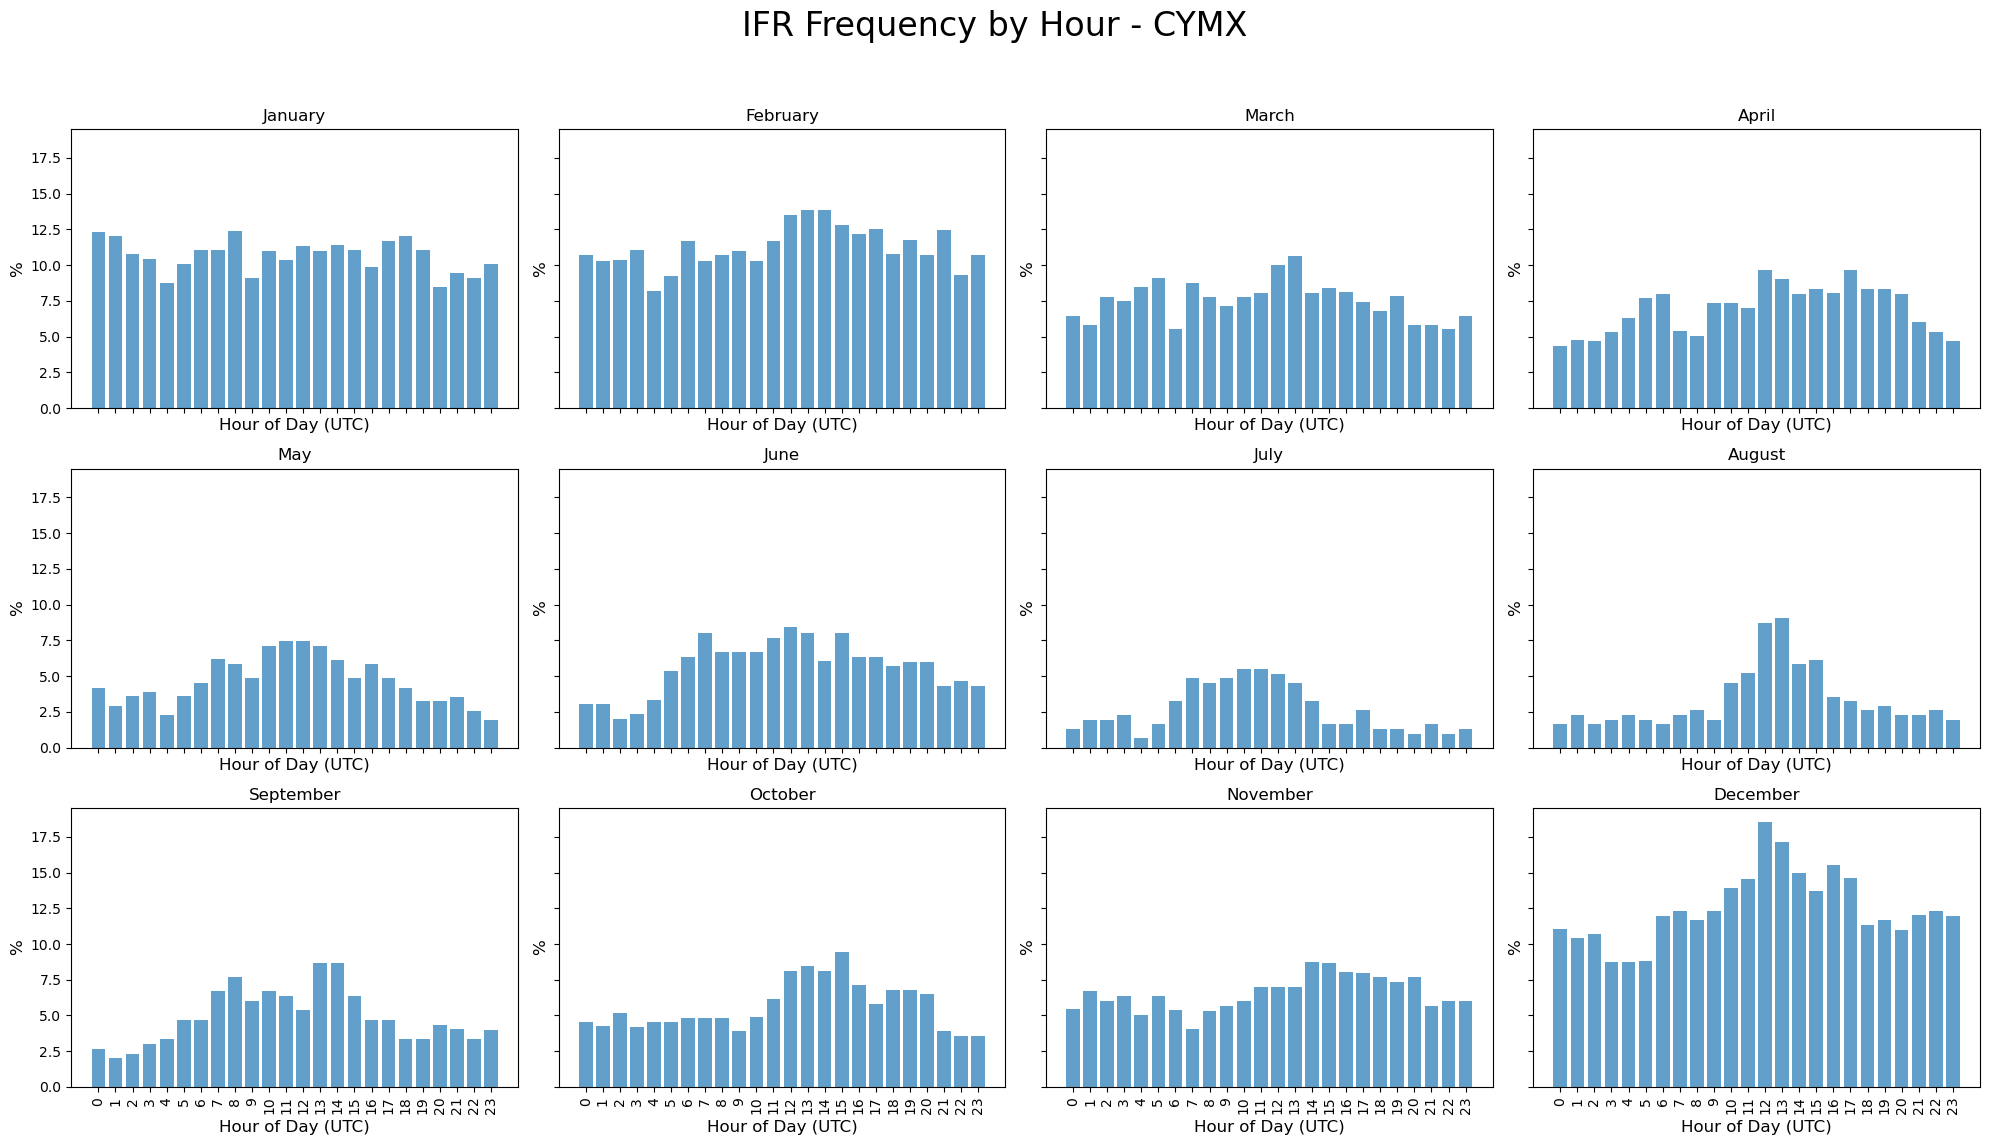 IFR Frequency by Hour - CYMX
January February March April
17.5
15.0
12.5
10.0
7.5
5.0
2.5
0.0
% % % %
Hour of Day (UTC) Hour of Day (UTC) Hour of Day (UTC) Hour of Day (UTC)
May June July August
17.5
15.0
12.5
10.0
7.5
5.0
2.5
0.0
% % % %
Hour of Day (UTC) Hour of Day (UTC) Hour of Day (UTC) Hour of Day (UTC)
September October November December
17.5
15.0
12.5
10.0
7.5
5.0
2.5
0.0
% % % %
0 1 2 3 4 5 6 7 8 9 10 11 12 13 14 15 16 17 18 19 20 21 22 23 0 1 2 3 4 5 6 7 8 9 10 11 12 13 14 15 16 17 18 19 20 21 22 23 0 1 2 3 4 5 6 7 8 9 10 11 12 13 14 15 16 17 18 19 20 21 22 23 0 1 2 3 4 5 6 7 8 9 10 11 12 13 14 15 16 17 18 19 20 21 22 23
Hour of Day (UTC) Hour of Day (UTC) Hour of Day (UTC) Hour of Day (UTC)